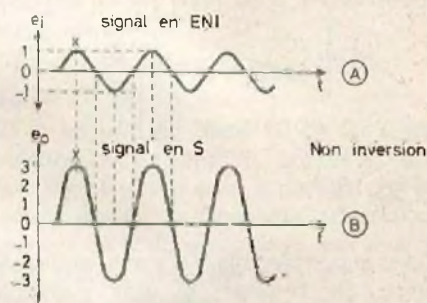 ei signal en ENI
x
1
0
-1
t A
eo signal en S Non inversion
x
3
2
1
0
-1
-2
-3
t B